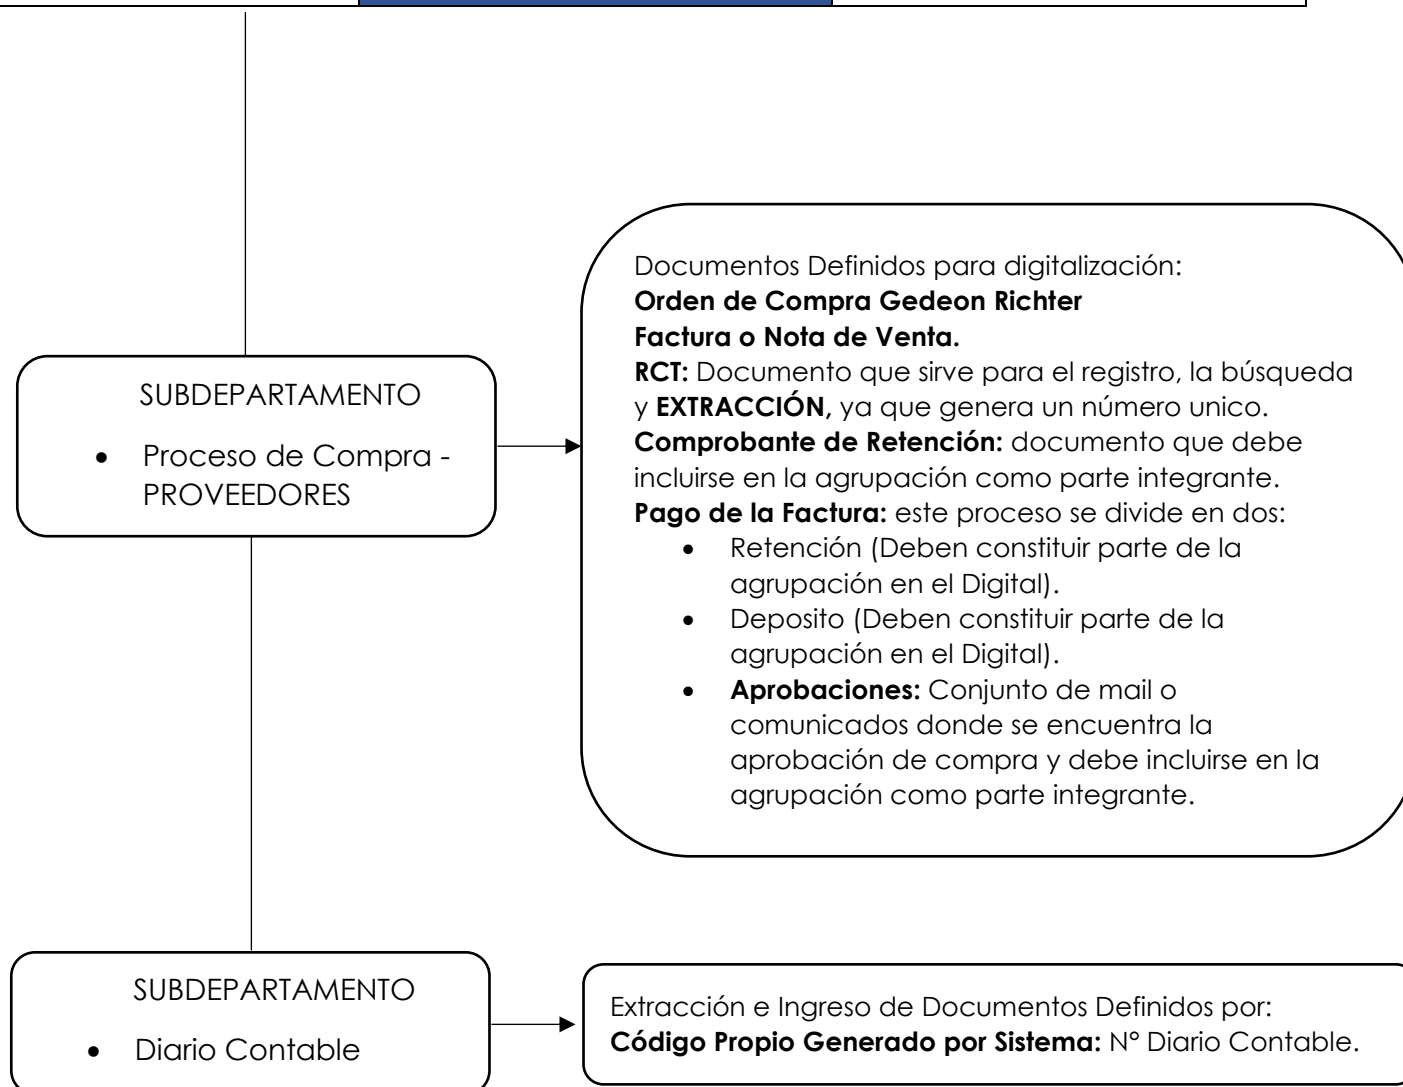 SUBDEPARTAMENTO
• Proceso de Compra -
PROVEEDORES
Documentos Definidos para digitalización:
Orden de Compra Gedeon Richter
Factura o Nota de Venta.
RCT: Documento que sirve para el registro, la búsqueda
y EXTRACCIÓN, ya que genera un número unico.
Comprobante de Retención: documento que debe
incluirse en la agrupación como parte integrante.
Pago de la Factura: este proceso se divide en dos:
• Retención (Deben constituir parte de la
agrupación en el Digital).
• Deposito (Deben constituir parte de la
agrupación en el Digital).
• Aprobaciones: Conjunto de mail o
comunicados donde se encuentra la
aprobación de compra y debe incluirse en la
agrupación como parte integrante.
SUBDEPARTAMENTO
• Diario Contable
Extracción e Ingreso de Documentos Definidos por:
Código Propio Generado por Sistema: N° Diario Contable.